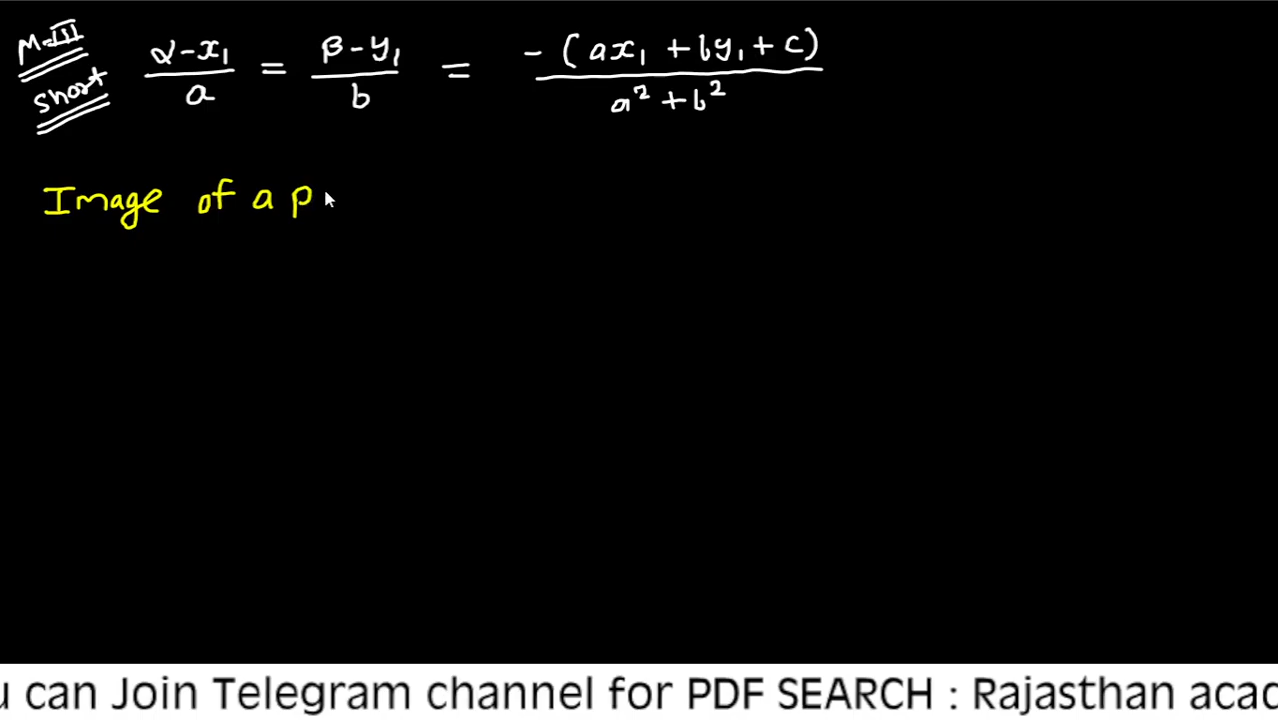 M-III
Short
α-x₁/a = β-y₁/b = -(ax₁+by₁+c)/a²+b²
Image of a p
u can Join Telegram channel for PDF SEARCH : Rajasthan acad